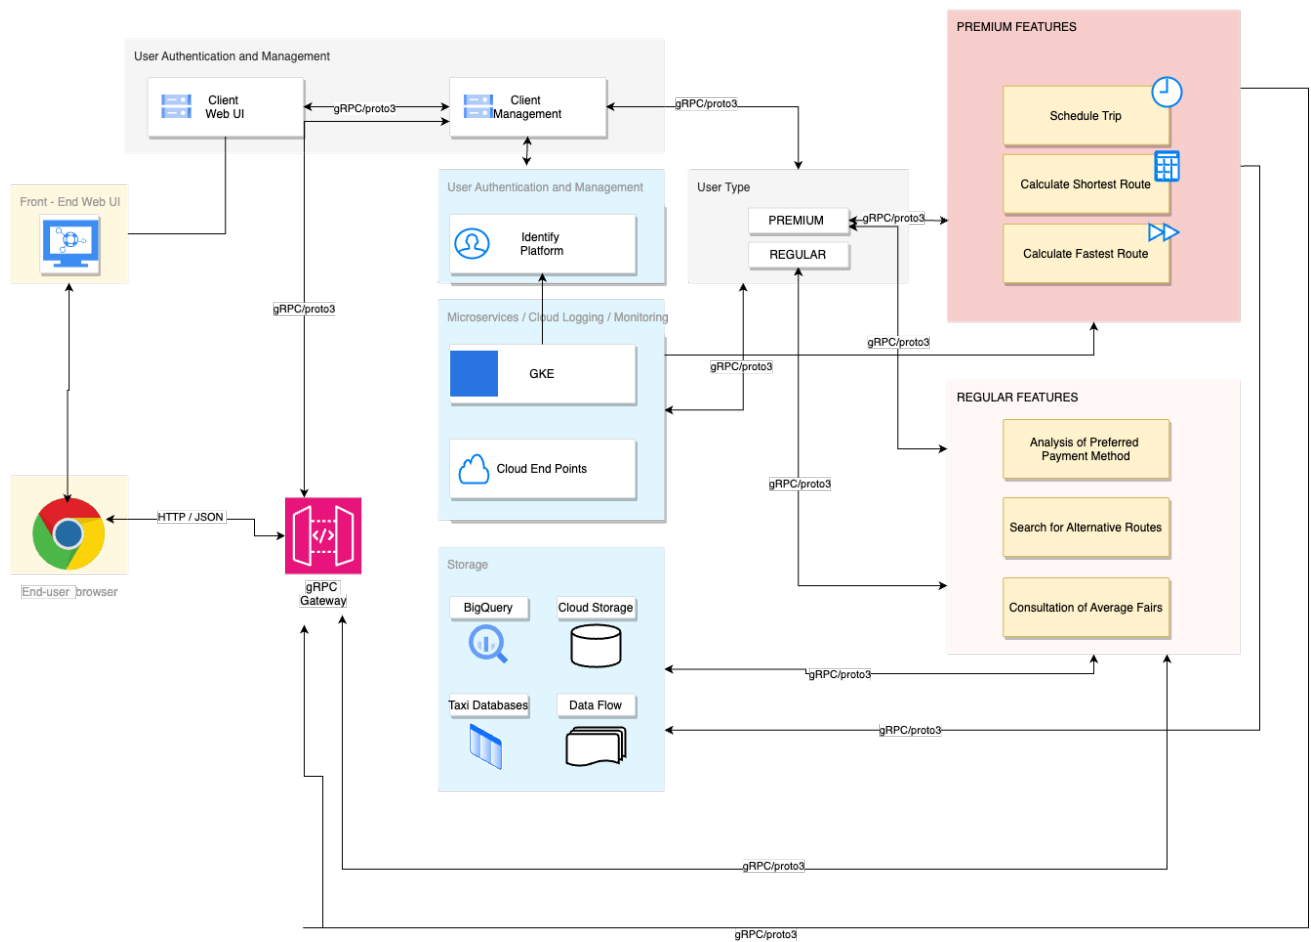 PREMIUM FEATURES
User Authentication and Management
Client
Web UI
gRPC/proto3
Client
Management
gRPC/proto3
Schedule Trip
Calculate Shortest Route
Calculate Fastest Route
Front - End Web UI
User Authentication and Management
Identify
Platform
User Type
PREMIUM
REGULAR
gRPC/proto3
gRPC/proto3
Microservices / Cloud Logging / Monitoring
GKE
Cloud End Points
gRPC/proto3
gRPC/proto3
REGULAR FEATURES
Analysis of Preferred
Payment Method
Search for Alternative Routes
Consultation of Average Fairs
gRPC/proto3
HTTP / JSON
</>
End-user browser
gRPC
Gateway
Storage
BigQuery
Cloud Storage
Taxi Databases
Data Flow
gRPC/proto3
gRPC/proto3
gRPC/proto3
gRPC/proto3